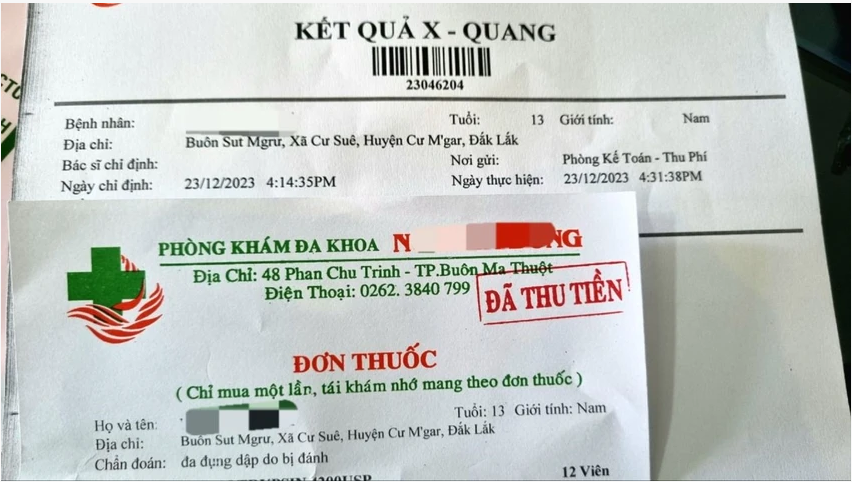 KẾT QUẢ X - QUANG
23046204
Bệnh nhân: Tuổi: 13 Giới tính: Nam
Địa chỉ: Buôn Sut Mgrư, Xã Cư Suê, Huyện Cư M'gar, Đắk Lắk
Bác sĩ chỉ định: Nơi gửi: Phòng Kế Toán - Thu Phí
Ngày chỉ định: 23/12/2023 4:14:35PM Ngày thực hiện: 23/12/2023 4:31:38PM
PHÒNG KHÁM ĐA KHOA
Địa Chỉ: 48 Phan Chu Trinh - TP.Buôn Ma Thuột
Điện Thoại: 0262. 3840 799
ĐÃ THU TIỀN
ĐƠN THUỐC
( Chỉ mua một lần, tái khám nhớ mang theo đơn thuốc )
Họ và tên: Tuổi: 13 Giới tính: Nam
Địa chỉ: Buôn Sut Mgrư, Xã Cư Suê, Huyện Cư M'gar, Đắk Lắk
Chẩn đoán: đa đụng dập do bị đánh
12 Viên